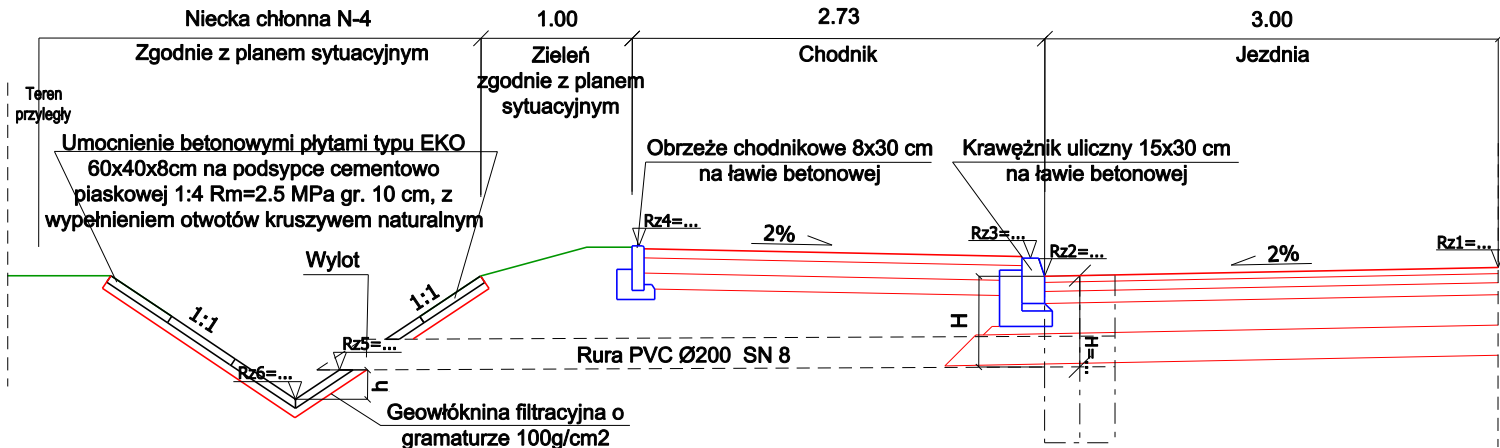 Niecka chłonna N-4
1.00
2.73
3.00
Zgodnie z planem sytuacyjnym
Zieleń
zgodnie z planem
sytuacyjnym
Chodnik
Jezdnia
Teren
przyległy
Umocnienie betonowymi płytami typu EKO
60x40x8cm na podsypce cementowo
piaskowej 1:4 Rm=2.5 MPa gr. 10 cm, z
wypełnieniem otwotów kruszywem naturalnym
Obrzeże chodnikowe 8x30 cm
na ławie betonowej
Krawężnik uliczny 15x30 cm
na ławie betonowej
Rz4=...
2%
Rz3=...
Rz2=...
2%
Rz1=...
Wylot
1:1
1:1
Rz5=...
Rz6=...
h
Rura PVC Ø200 SN 8
H
H=...
Geowłóknina filtracyjna o
gramaturze 100g/cm2